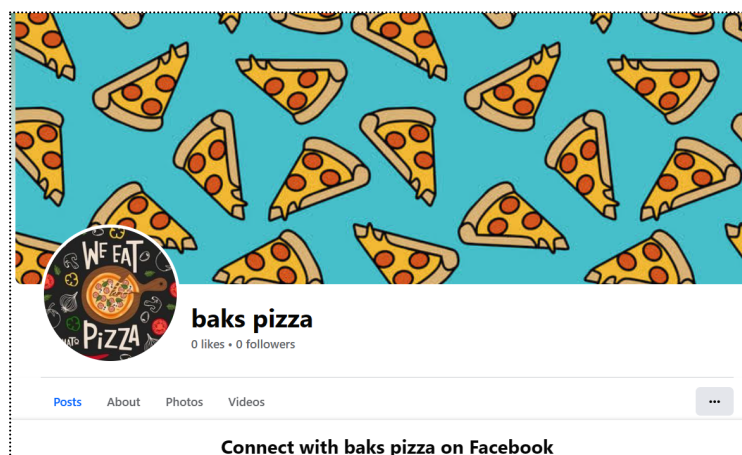 WE EAT
PIZZA
baks pizza
0 likes • 0 followers
Posts About Photos Videos
Connect with baks pizza on Facebook